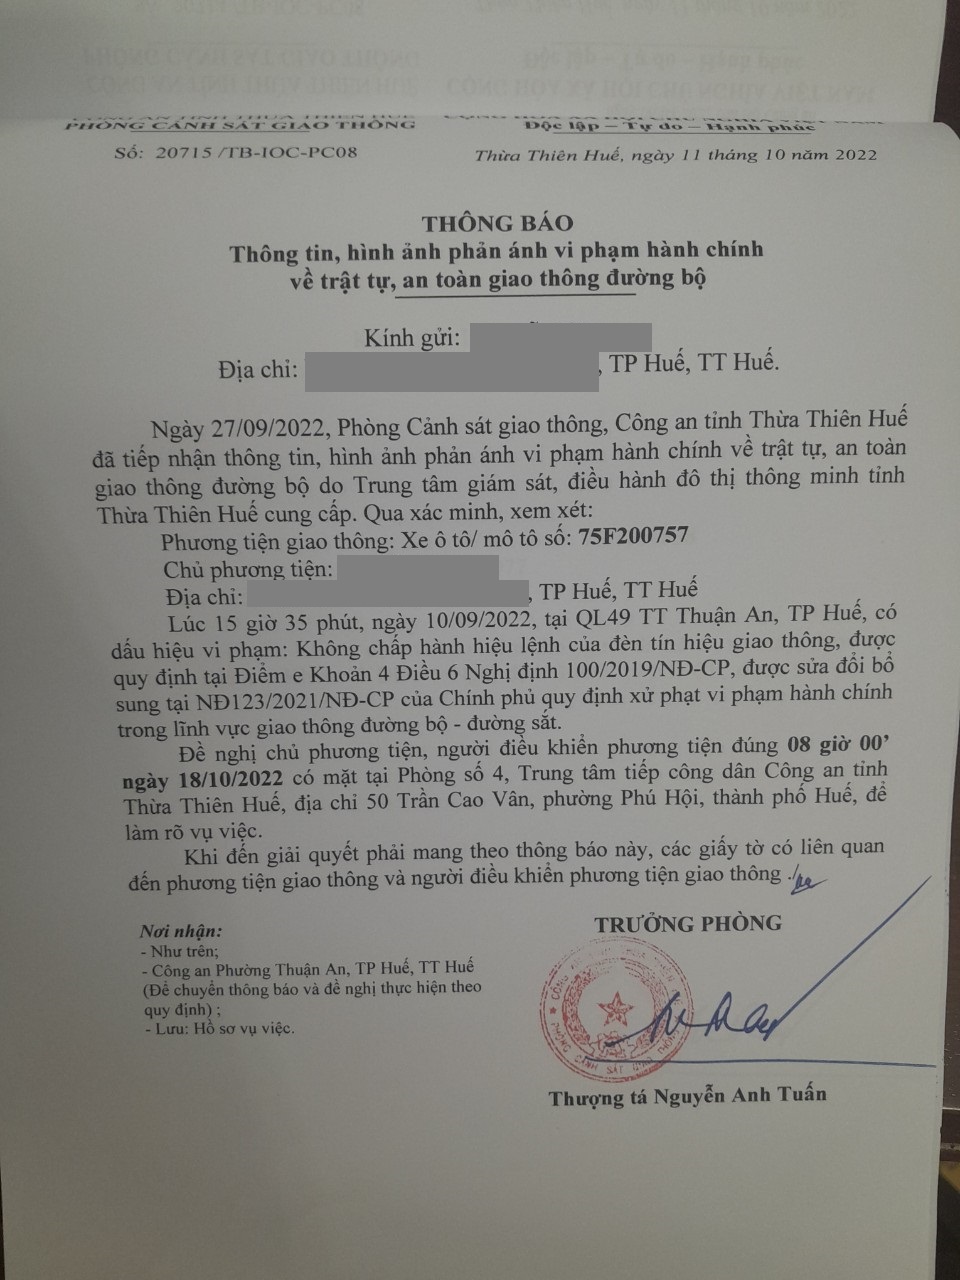 PHÒNG CẢNH SÁT GIAO THÔNG
Độc lập – Tự do – Hạnh phúc
Số: 20715 /TB-IOC-PC08
Thừa Thiên Huế, ngày 11 tháng 10 năm 2022
THÔNG BÁO
Thông tin, hình ảnh phản ánh vi phạm hành chính
về trật tự, an toàn giao thông đường bộ
Kính gửi:
Địa chỉ: , TP Huế, TT Huế.
Ngày 27/09/2022, Phòng Cảnh sát giao thông, Công an tỉnh Thừa Thiên Huế
đã tiếp nhận thông tin, hình ảnh phản ánh vi phạm hành chính về trật tự, an toàn
giao thông đường bộ do Trung tâm giám sát, điều hành đô thị thông minh tỉnh
Thừa Thiên Huế cung cấp. Qua xác minh, xem xét:
Phương tiện giao thông: Xe ô tô/ mô tô số: 75F200757
Chủ phương tiện:
Địa chỉ: , TP Huế, TT Huế
Lúc 15 giờ 35 phút, ngày 10/09/2022, tại QL49 TT Thuận An, TP Huế, có
dấu hiệu vi phạm: Không chấp hành hiệu lệnh của đèn tín hiệu giao thông, được
quy định tại Điểm e Khoản 4 Điều 6 Nghị định 100/2019/NĐ-CP, được sửa đổi bổ
sung tại NĐ123/2021/NĐ-CP của Chính phủ quy định xử phạt vi phạm hành chính
trong lĩnh vực giao thông đường bộ - đường sắt.
Đề nghị chủ phương tiện, người điều khiển phương tiện đúng 08 giờ 00’
ngày 18/10/2022 có mặt tại Phòng số 4, Trung tâm tiếp công dân Công an tỉnh
Thừa Thiên Huế, địa chỉ 50 Trần Cao Vân, phường Phú Hội, thành phố Huế, để
làm rõ vụ việc.
Khi đến giải quyết phải mang theo thông báo này, các giấy tờ có liên quan
đến phương tiện giao thông và người điều khiển phương tiện giao thông ./
Nơi nhận:
- Như trên;
- Công an Phường Thuận An, TP Huế, TT Huế
(Để chuyển thông báo và đề nghị thực hiện theo
quy định) ;
- Lưu: Hồ sơ vụ việc.
TRƯỞNG PHÒNG
PHÒNG CẢNH SÁT GIAO THÔNG
Thượng tá Nguyễn Anh Tuấn